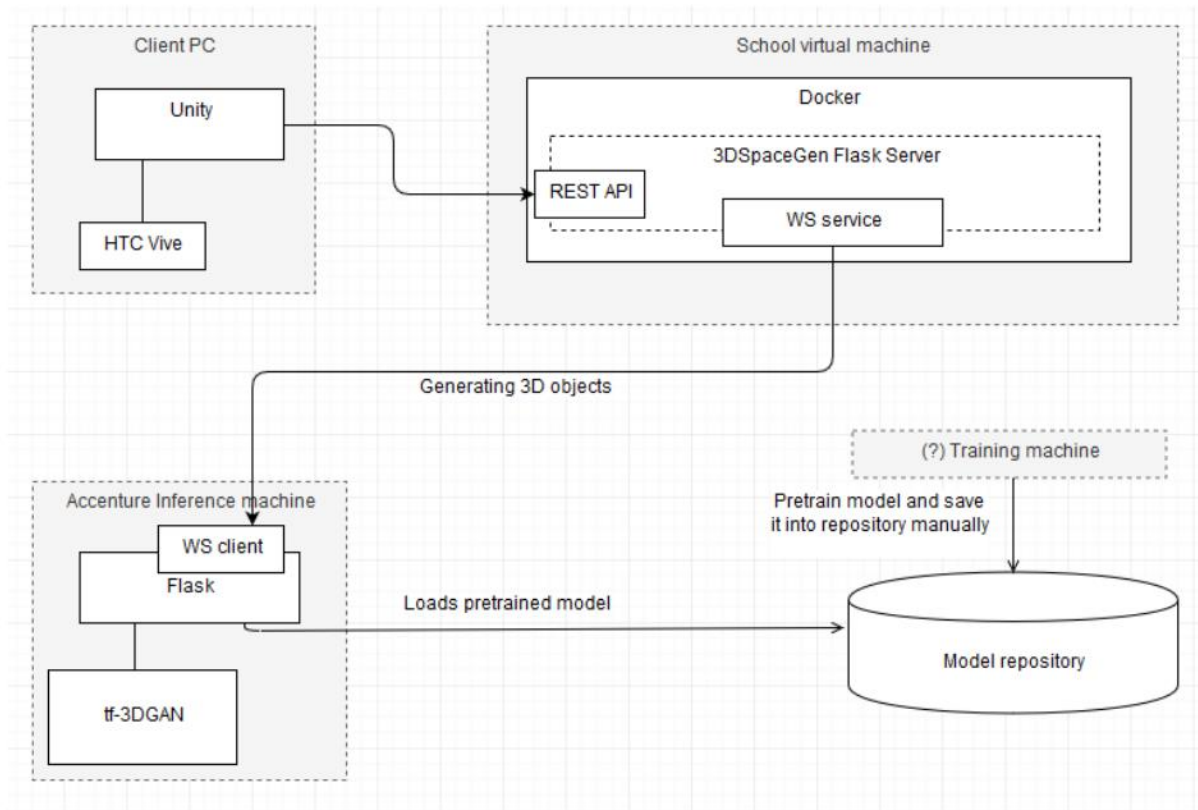 Client PC
Unity
HTC Vive
School virtual machine
Docker
3DSpaceGen Flask Server
REST API
WS service
Generating 3D objects
(?) Training machine
Pretrain model and save
it into repository manually
Accenture Inference machine
WS client
Flask
Loads pretrained model
Model repository
tf-3DGAN